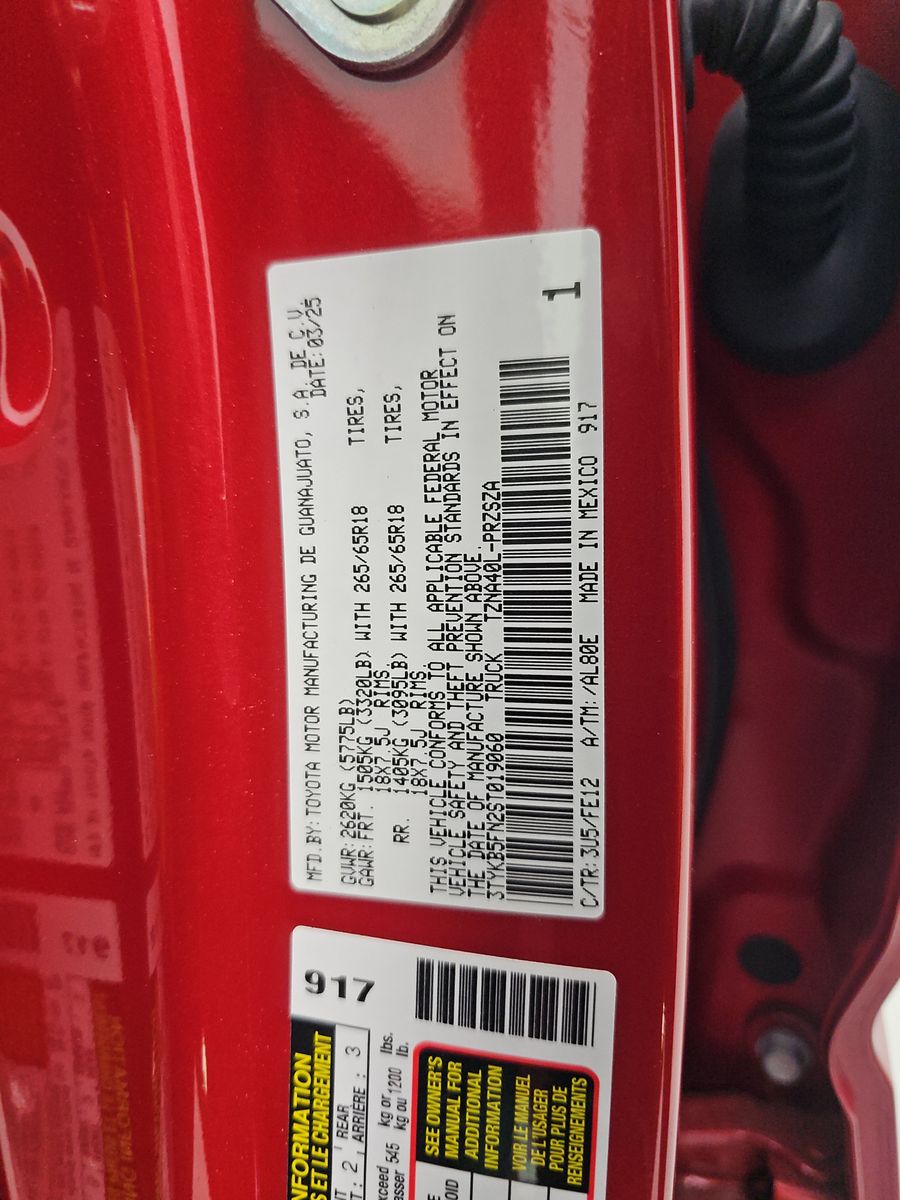 MFD.BY:TOYOTA MOTOR MANUFACTURING DE GUANAJUATO, S.A. DE C.V.
DATE:03/25
GVWR:2620KG (5775LB)
GAWR:FRT. 1505KG (3320LB) WITH 265/65R18 TIRES,
18X7.5J RIMS.
RR. 1405KG (3095LB) WITH 265/65R18 TIRES,
18X7.5J RIMS.
THIS VEHICLE CONFORMS TO ALL APPLICABLE FEDERAL MOTOR
VEHICLE SAFETY AND THEFT PREVENTION STANDARDS IN EFFECT ON
THE DATE OF MANUFACTURE SHOWN ABOVE.
3TYKB5FN2ST019060 TRUCK TZNA40L-PRZSZA
1
C/TR:3U5/FE12 A/TM:/AL80E MADE IN MEXICO 917
917
NFORMATION
S ET LE CHARGEMENT
T : 2 , REAR ARRIÈRE : 3
xceed 545 kg or 1200 lbs.
asser kg ou lb.
SEE OWNER'S
MANUAL FOR
ADDITIONAL
INFORMATION
VOIR LE MANUEL
DE L'USAGER
POUR PLUS DE
RENSEIGNEMENTS
OID